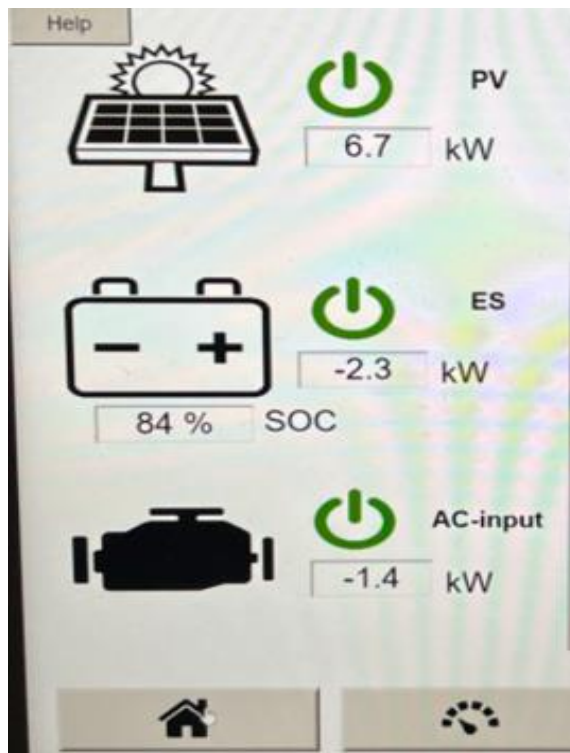 Help
PV
6.7 kW
ES
-2.3 kW
84 % SOC
AC-input
-1.4 kW